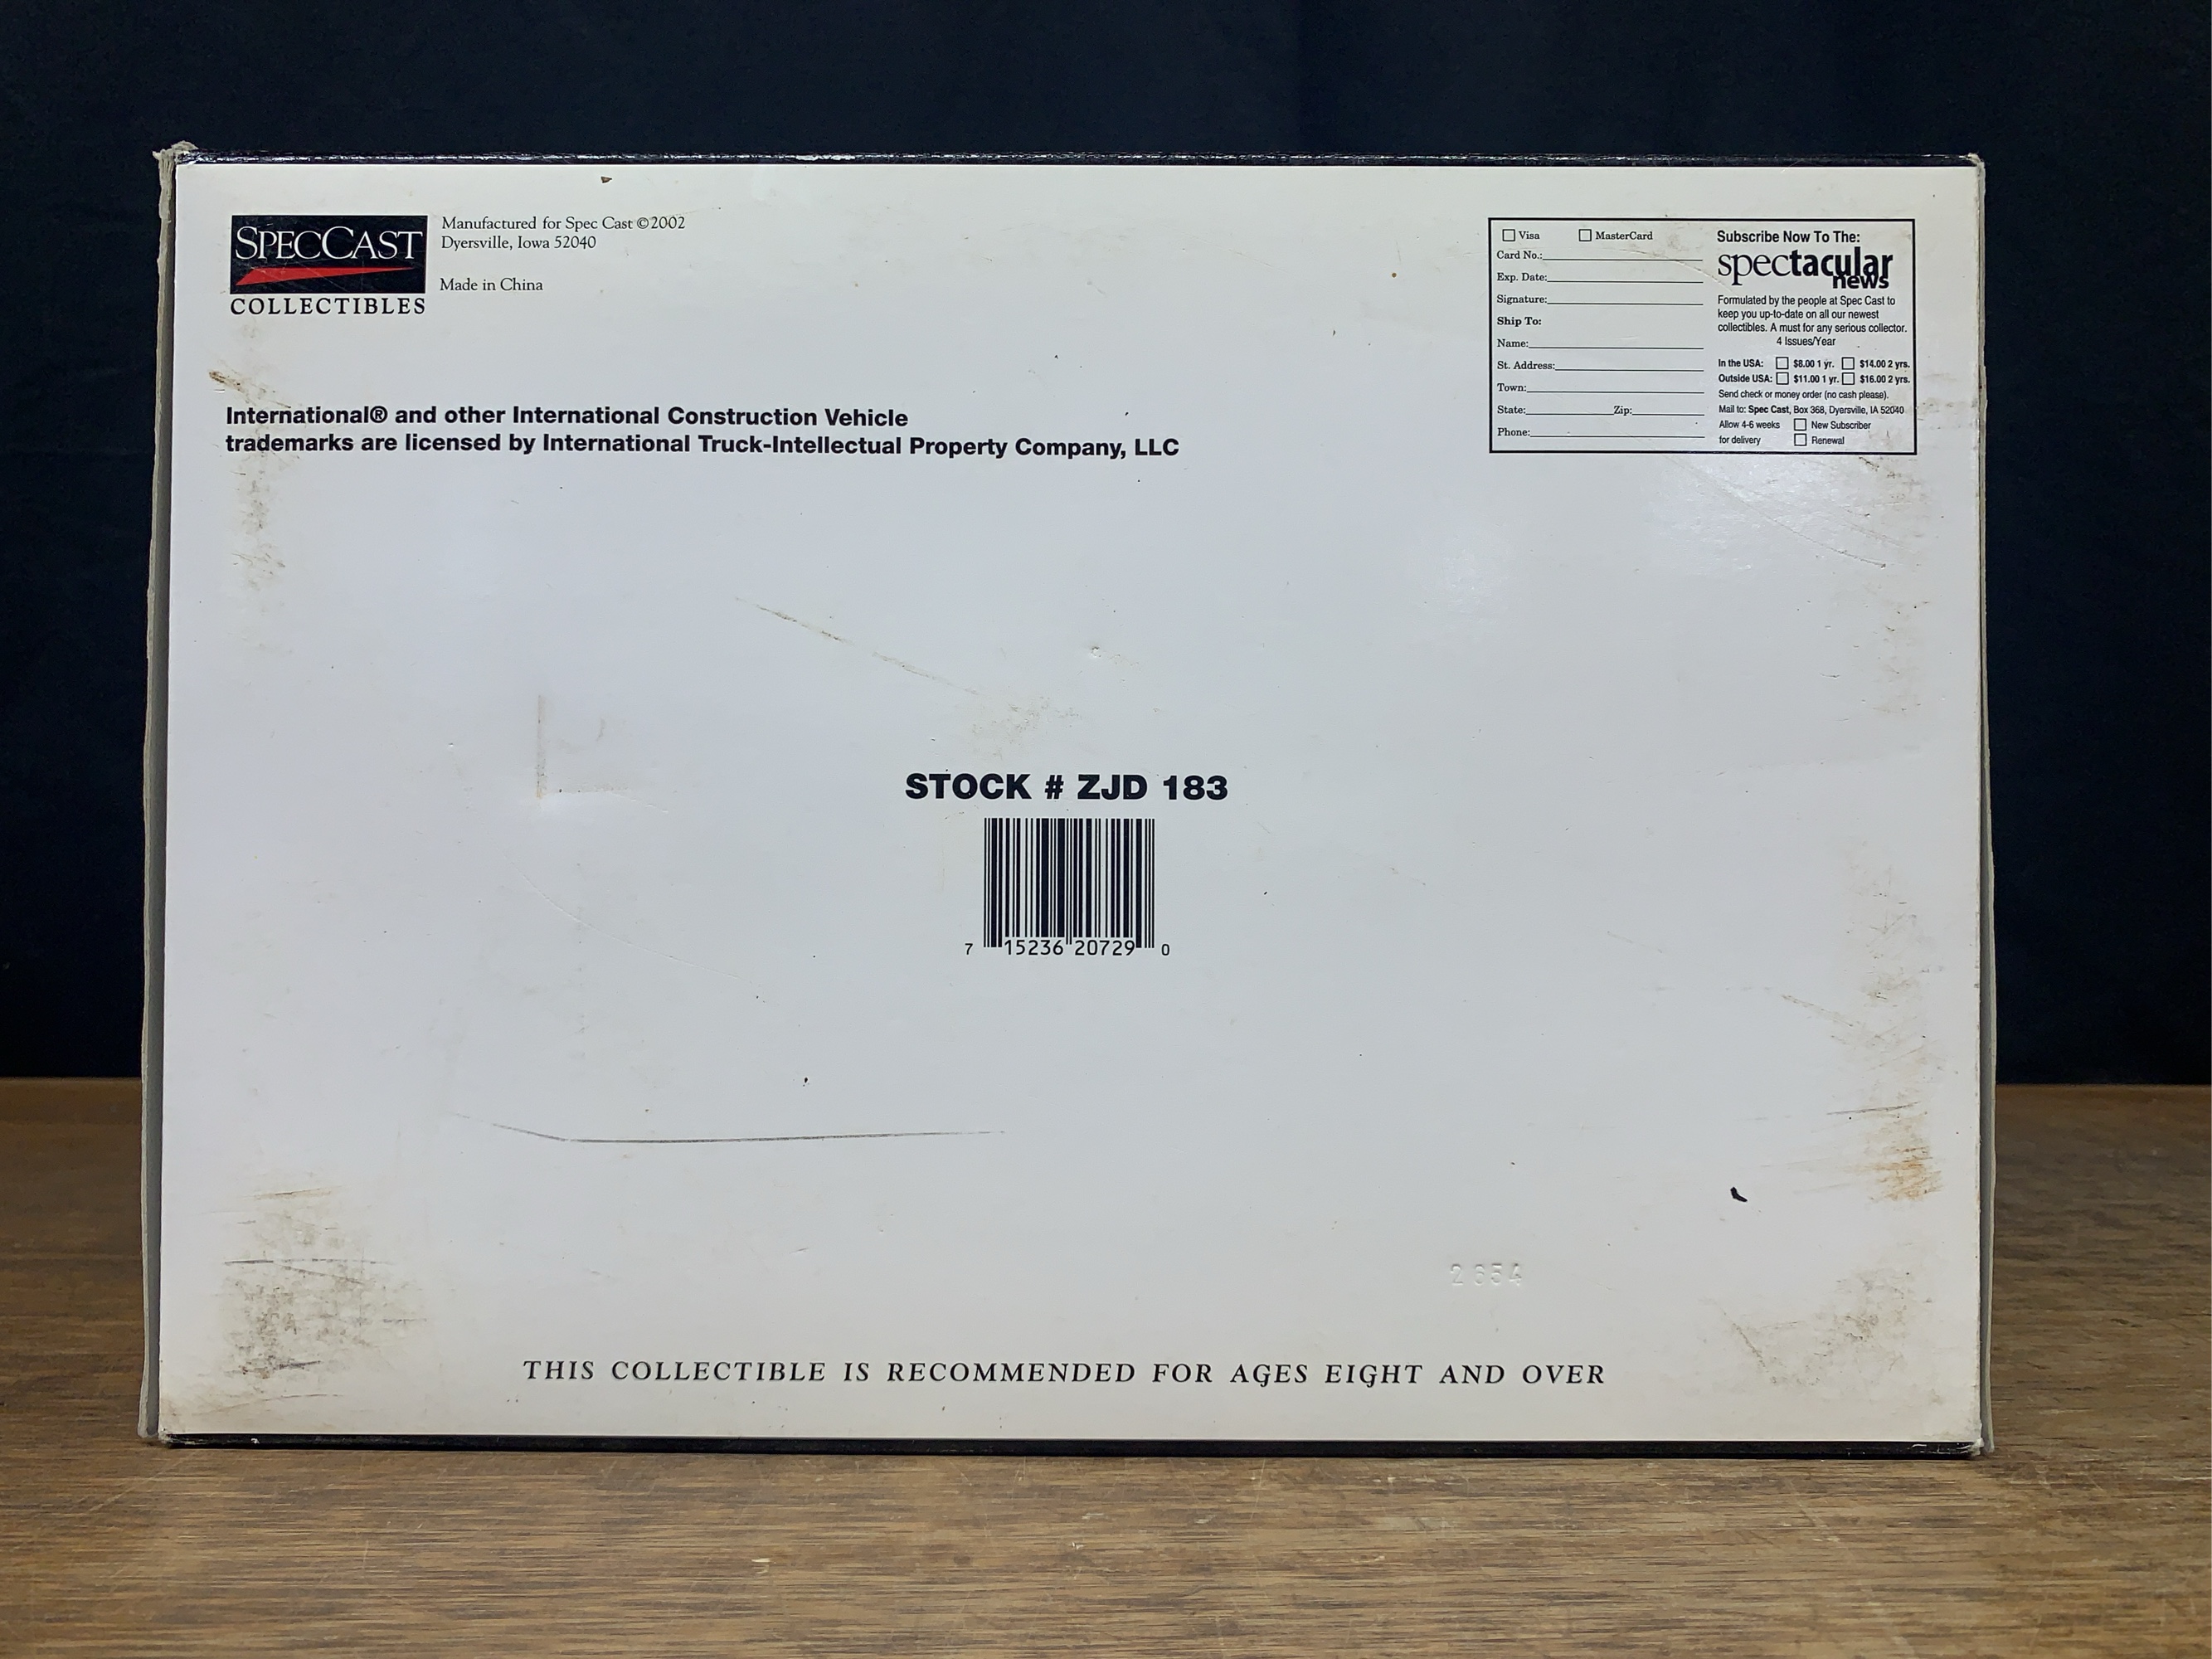 SPECCAST
COLLECTIBLES
Manufactured for Spec Cast ©2002
Dyersville, Iowa 52040
Made in China
Visa MasterCard
Card No.:
Exp. Date:
Signature:
Ship To:
Name:
St. Address:
Town:
State: Zip:
Phone:
Subscribe Now To The:
spectacular
news
Formulated by the people at Spec Cast to
keep you up-to-date on all our newest
collectibles. A must for any serious collector.
4 Issues/Year
In the USA: $8.00 1 yr. $14.00 2 yrs.
Outside USA: $11.00 1 yr. $16.00 2 yrs.
Send check or money order (no cash please).
Mail to: Spec Cast, Box 368, Dyersville, IA 52040
Allow 4-6 weeks New Subscriber
for delivery Renewal
International® and other International Construction Vehicle
trademarks are licensed by International Truck-Intellectual Property Company, LLC
STOCK # ZJD 183
7 15236 20729 0
2654
THIS COLLECTIBLE IS RECOMMENDED FOR AGES EIGHT AND OVER